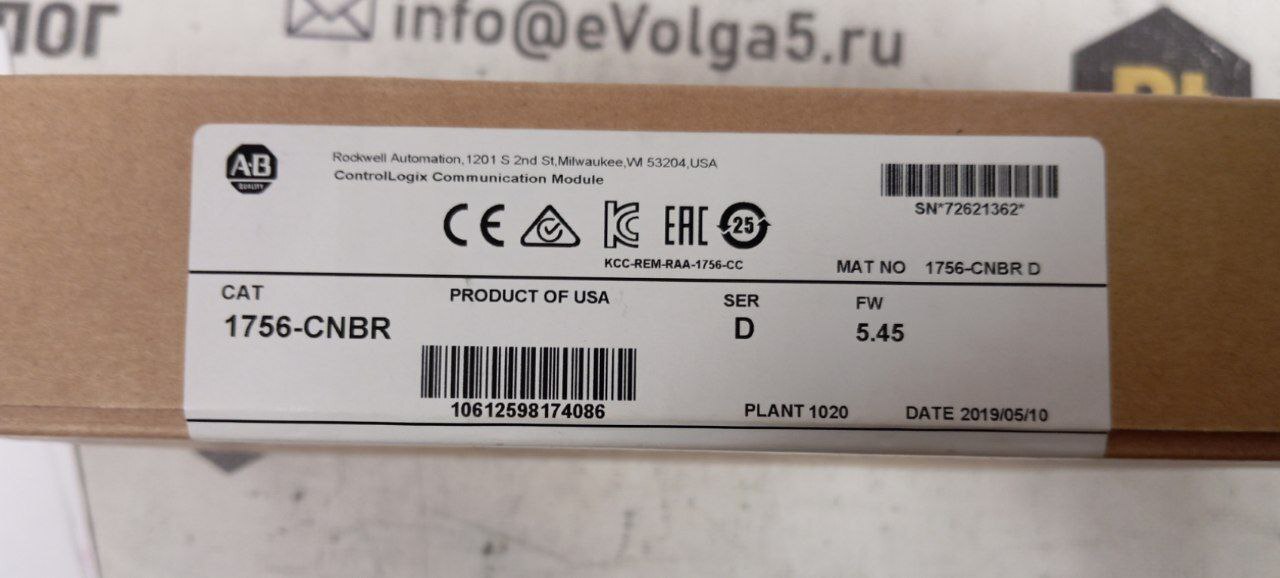 лог
info@eVolga5.ru
A-B
QUALITY
Rockwell Automation,1201 S 2nd St,Milwaukee,WI 53204,USA
ControlLogix Communication Module
SN*72621362*
CE
KC
EAC
25
KCC-REM-RAA-1756-CC
MAT NO 1756-CNBR D
CAT
PRODUCT OF USA
SER
FW
1756-CNBR
D
5.45
10612598174086
PLANT 1020
DATE 2019/05/10